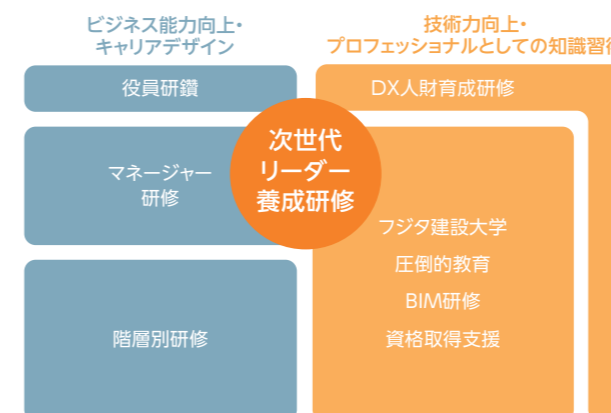 ビジネス能力向上・
キャリアデザイン
技術力向上・
プロフェッショナルとしての知識習
役員研鑽
DX人財育成研修
次世代
リーダー
養成研修
マネージャー
研修
フジタ建設大学
圧倒的教育
BIM研修
資格取得支援
階層別研修